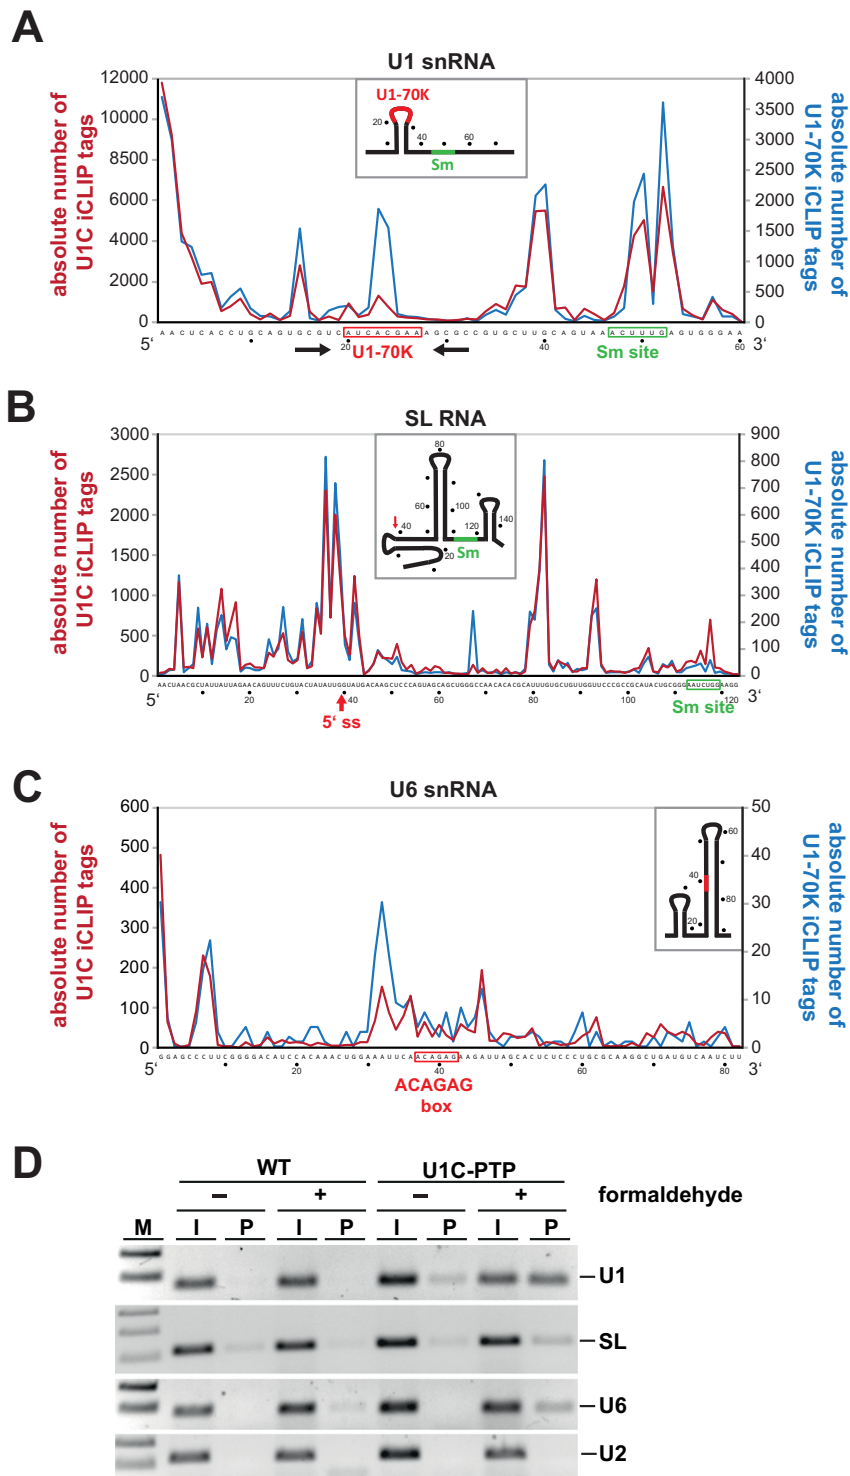 A
U1 snRNA
absolute number of
U1C iCLIP tags
12000
10000
8500
6000
4000
2000
0
U1-70K
20
40
60
Sm
4000
3500
3000
2500
2000
1500
1000
500
0
absolute number of
U1-70K iCLIP tags
A A C U C A C C U G C A G U G C G U C A U C A C G A A A G C G C C G U G C U U G C A G U A A A C U U U G A G U G G G A A
5‘ 20 40 60 3‘
U1-70K Sm site
B
SL RNA
absolute number of
U1C iCLIP tags
3000
2500
2000
1500
1000
500
0
80
60
100
40
20
120
140
Sm
900
800
700
600
500
400
300
200
100
0
absolute number of
U1-70K iCLIP tags
AACUAACGCUAUUAUUAGAACAGUUUCUGUACUAUAUUGGUAUGACAAGCUCCCAGUAGCAGCUGGGCCAACACACGCAUUUGUGCUGUUGGUUCCCGCCGCAUACUGCGGGAAUCUGGAAGG
5‘ 20 40 60 80 100 120 3‘
5‘ ss Sm site
C
U6 snRNA
absolute number of
U1C iCLIP tags
600
500
400
300
200
100
0
60
40
80
20
50
40
30
20
10
0
absolute number of
U1-70K iCLIP tags
G G A G C C C U U C G G G G A C A U C C A C A A A C U G G A A A U U C A A C A G A G A A G A U U A G C A C U C U C C C U G C G C A A G G C U G A U G U C A A U C U U
5‘ 20 40 60 80 3‘
ACAGAG
box
D
WT U1C-PTP
– + – + formaldehyde
M I P I P I P I P
U1
SL
U6
U2